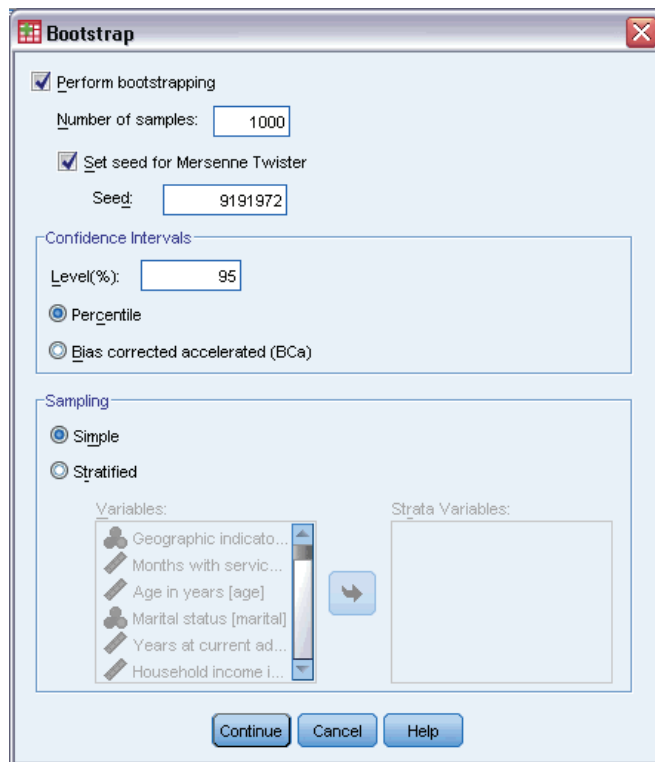 Bootstrap
Perform bootstrapping
Number of samples: 1000
Set seed for Mersenne Twister
Seed: 9191972
Confidence Intervals
Level(%): 95
Percentile
Bias corrected accelerated (BCa)
Sampling
Simple
Stratified
Variables:
Strata Variables:
Geographic indicato...
Months with servic...
Age in years [age]
Marital status [marital]
Years at current ad...
Household income i...
Continue
Cancel
Help